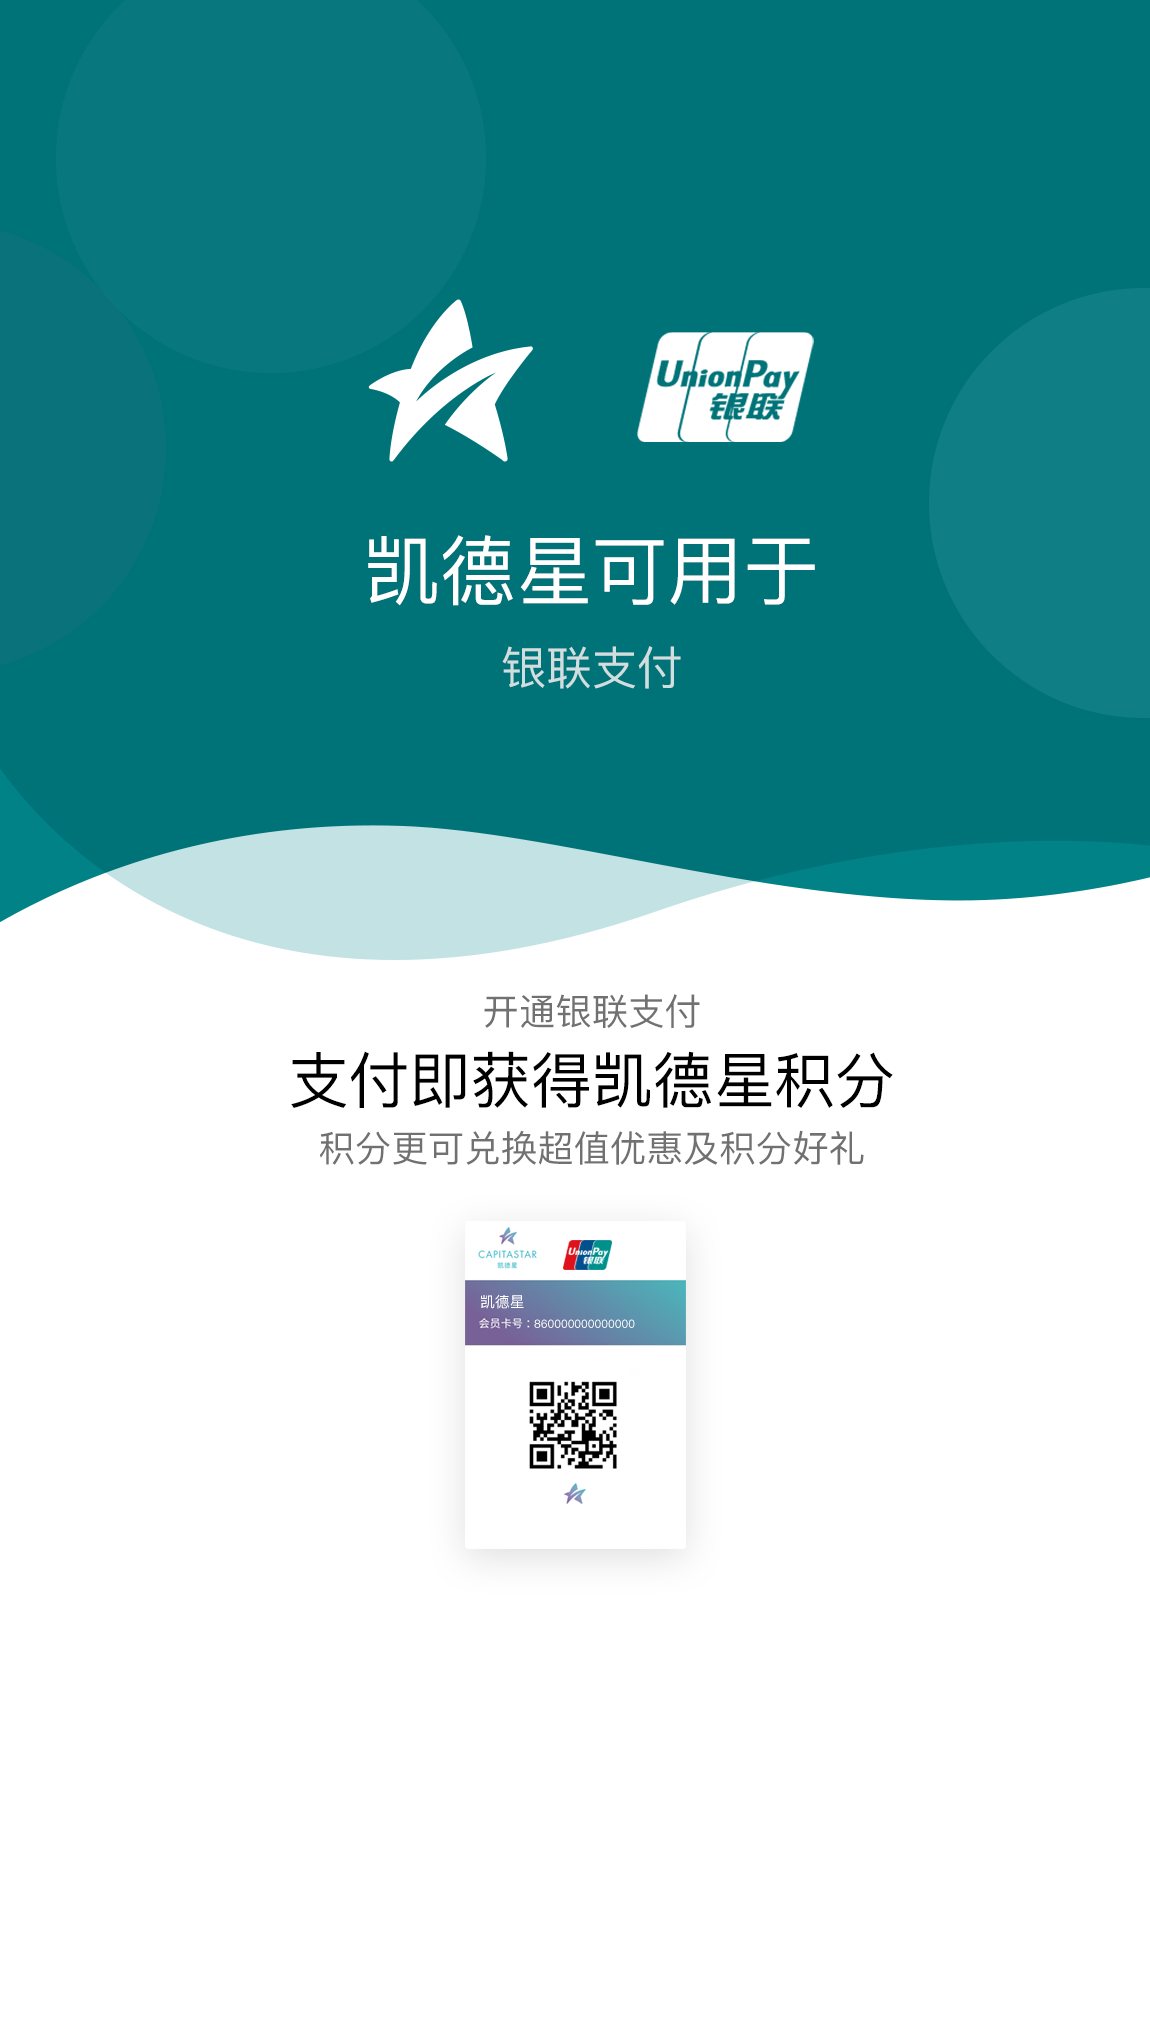 UnionPay
银联
凯德星可用于
银联支付
开通银联支付
支付即获得凯德星积分
积分更可兑换超值优惠及积分好礼
CAPITASTAR
凯德星
UnionPay
银联
凯德星
会员卡号：860000000000000